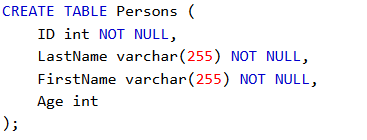 CREATE TABLE Persons (
    ID int NOT NULL,
    LastName varchar(255) NOT NULL,
    FirstName varchar(255) NOT NULL,
    Age int
);